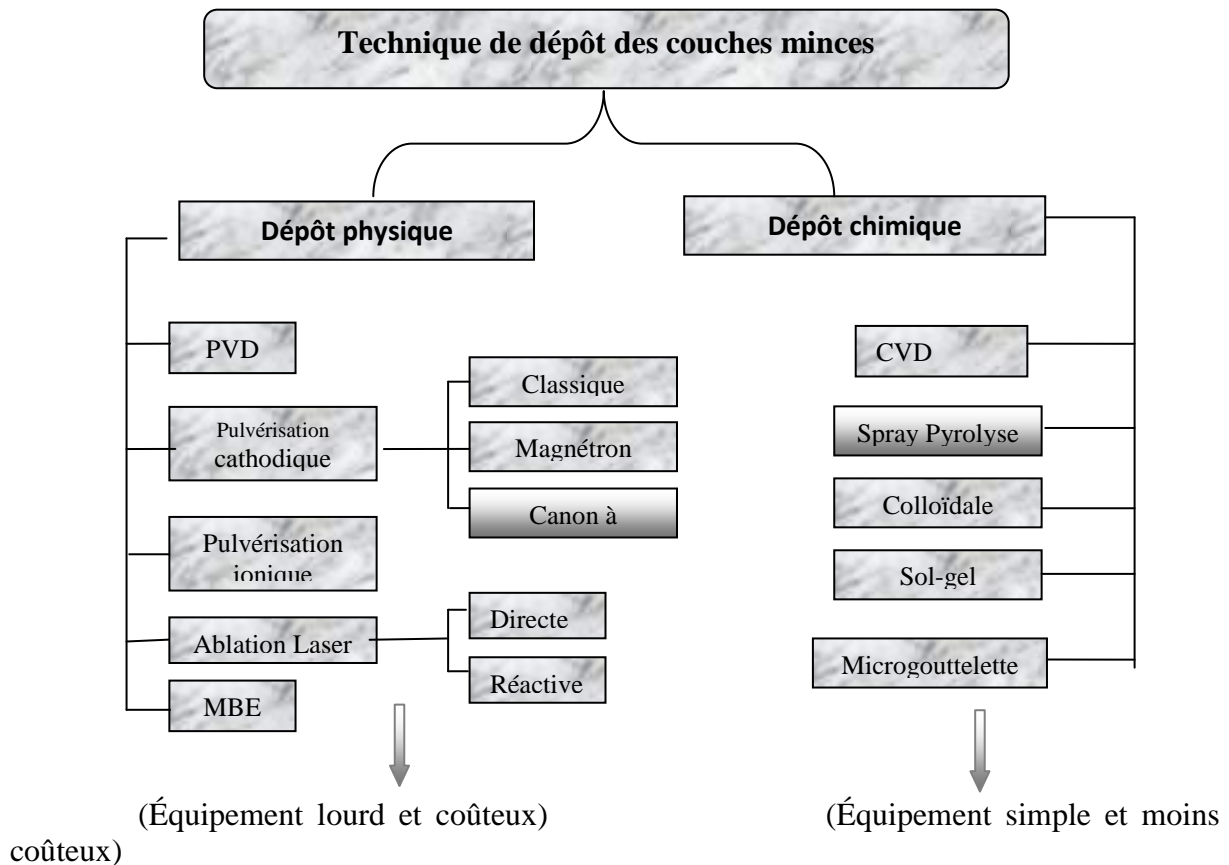 Technique de dépôt des couches minces
Dépôt physique
Dépôt chimique
PVD
Pulvérisation
cathodique
Classique
Magnétron
Canon à
Pulvérisation
ionique
Ablation Laser
Directe
Réactive
MBE
CVD
Spray Pyrolyse
Colloïdale
Sol-gel
Microgouttelette
(Équipement lourd et coûteux) (Équipement simple et moins
coûteux)